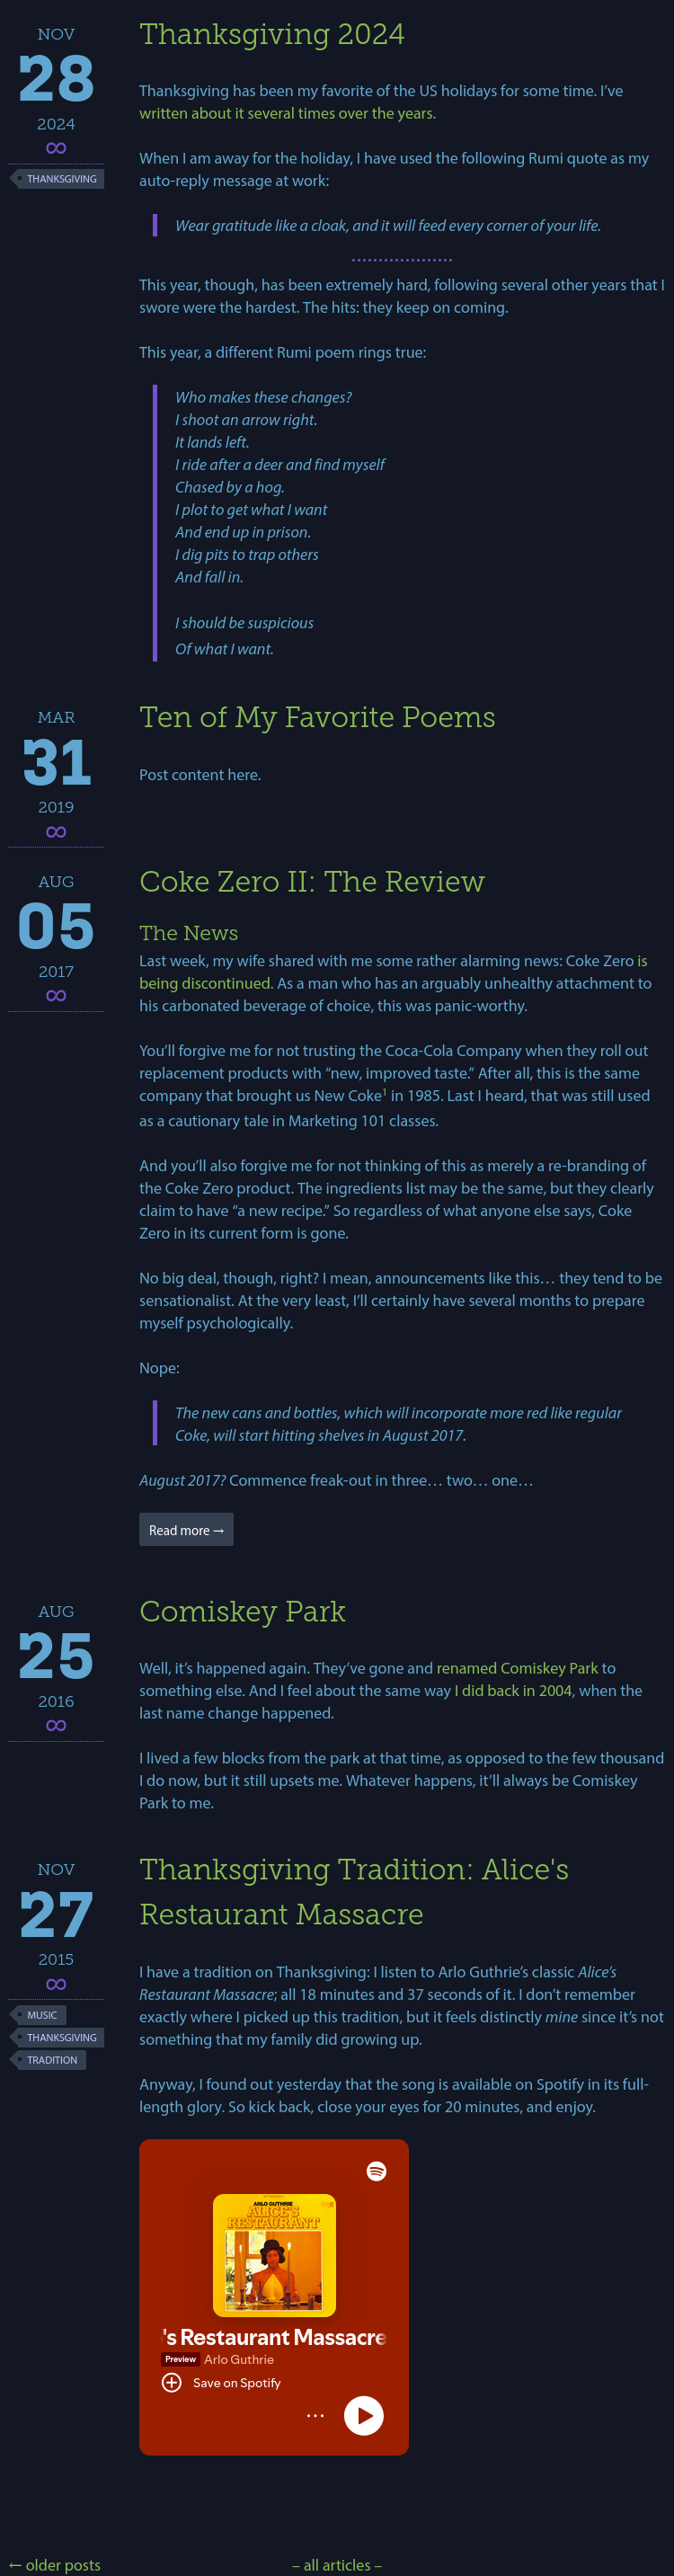 NOV
28
2024
∞
THANKSGIVING
Thanksgiving 2024
Thanksgiving has been my favorite of the US holidays for some time. I’ve
written about it several times over the years.
When I am away for the holiday, I have used the following Rumi quote as my
auto-reply message at work:
Wear gratitude like a cloak, and it will feed every corner of your life.
This year, though, has been extremely hard, following several other years that I
swore were the hardest. The hits: they keep on coming.
This year, a different Rumi poem rings true:
Who makes these changes?
I shoot an arrow right.
It lands left.
I ride after a deer and find myself
Chased by a hog.
I plot to get what I want
And end up in prison.
I dig pits to trap others
And fall in.
I should be suspicious
Of what I want.
MAR
31
2019
∞
Ten of My Favorite Poems
Post content here.
AUG
05
2017
∞
Coke Zero II: The Review
The News
Last week, my wife shared with me some rather alarming news: Coke Zero is
being discontinued. As a man who has an arguably unhealthy attachment to
his carbonated beverage of choice, this was panic-worthy.
You’ll forgive me for not trusting the Coca-Cola Company when they roll out
replacement products with “new, improved taste.” After all, this is the same
company that brought us New Coke¹ in 1985. Last I heard, that was still used
as a cautionary tale in Marketing 101 classes.
And you’ll also forgive me for not thinking of this as merely a re-branding of
the Coke Zero product. The ingredients list may be the same, but they clearly
claim to have “a new recipe.” So regardless of what anyone else says, Coke
Zero in its current form is gone.
No big deal, though, right? I mean, announcements like this… they tend to be
sensationalist. At the very least, I’ll certainly have several months to prepare
myself psychologically.
Nope:
The new cans and bottles, which will incorporate more red like regular
Coke, will start hitting shelves in August 2017.
August 2017? Commence freak-out in three… two… one…
Read more →
AUG
25
2016
∞
Comiskey Park
Well, it’s happened again. They’ve gone and renamed Comiskey Park to
something else. And I feel about the same way I did back in 2004, when the
last name change happened.
I lived a few blocks from the park at that time, as opposed to the few thousand
I do now, but it still upsets me. Whatever happens, it’ll always be Comiskey
Park to me.
NOV
27
2015
∞
MUSIC
THANKSGIVING
TRADITION
Thanksgiving Tradition: Alice's
Restaurant Massacre
I have a tradition on Thanksgiving: I listen to Arlo Guthrie’s classic Alice’s
Restaurant Massacre; all 18 minutes and 37 seconds of it. I don’t remember
exactly where I picked up this tradition, but it feels distinctly mine since it’s not
something that my family did growing up.
Anyway, I found out yesterday that the song is available on Spotify in its full-
length glory. So kick back, close your eyes for 20 minutes, and enjoy.
ARLO GUTHRIE
ALICE'S
RESTAURANT
's Restaurant Massacre
Preview Arlo Guthrie
Save on Spotify
← older posts
– all articles –